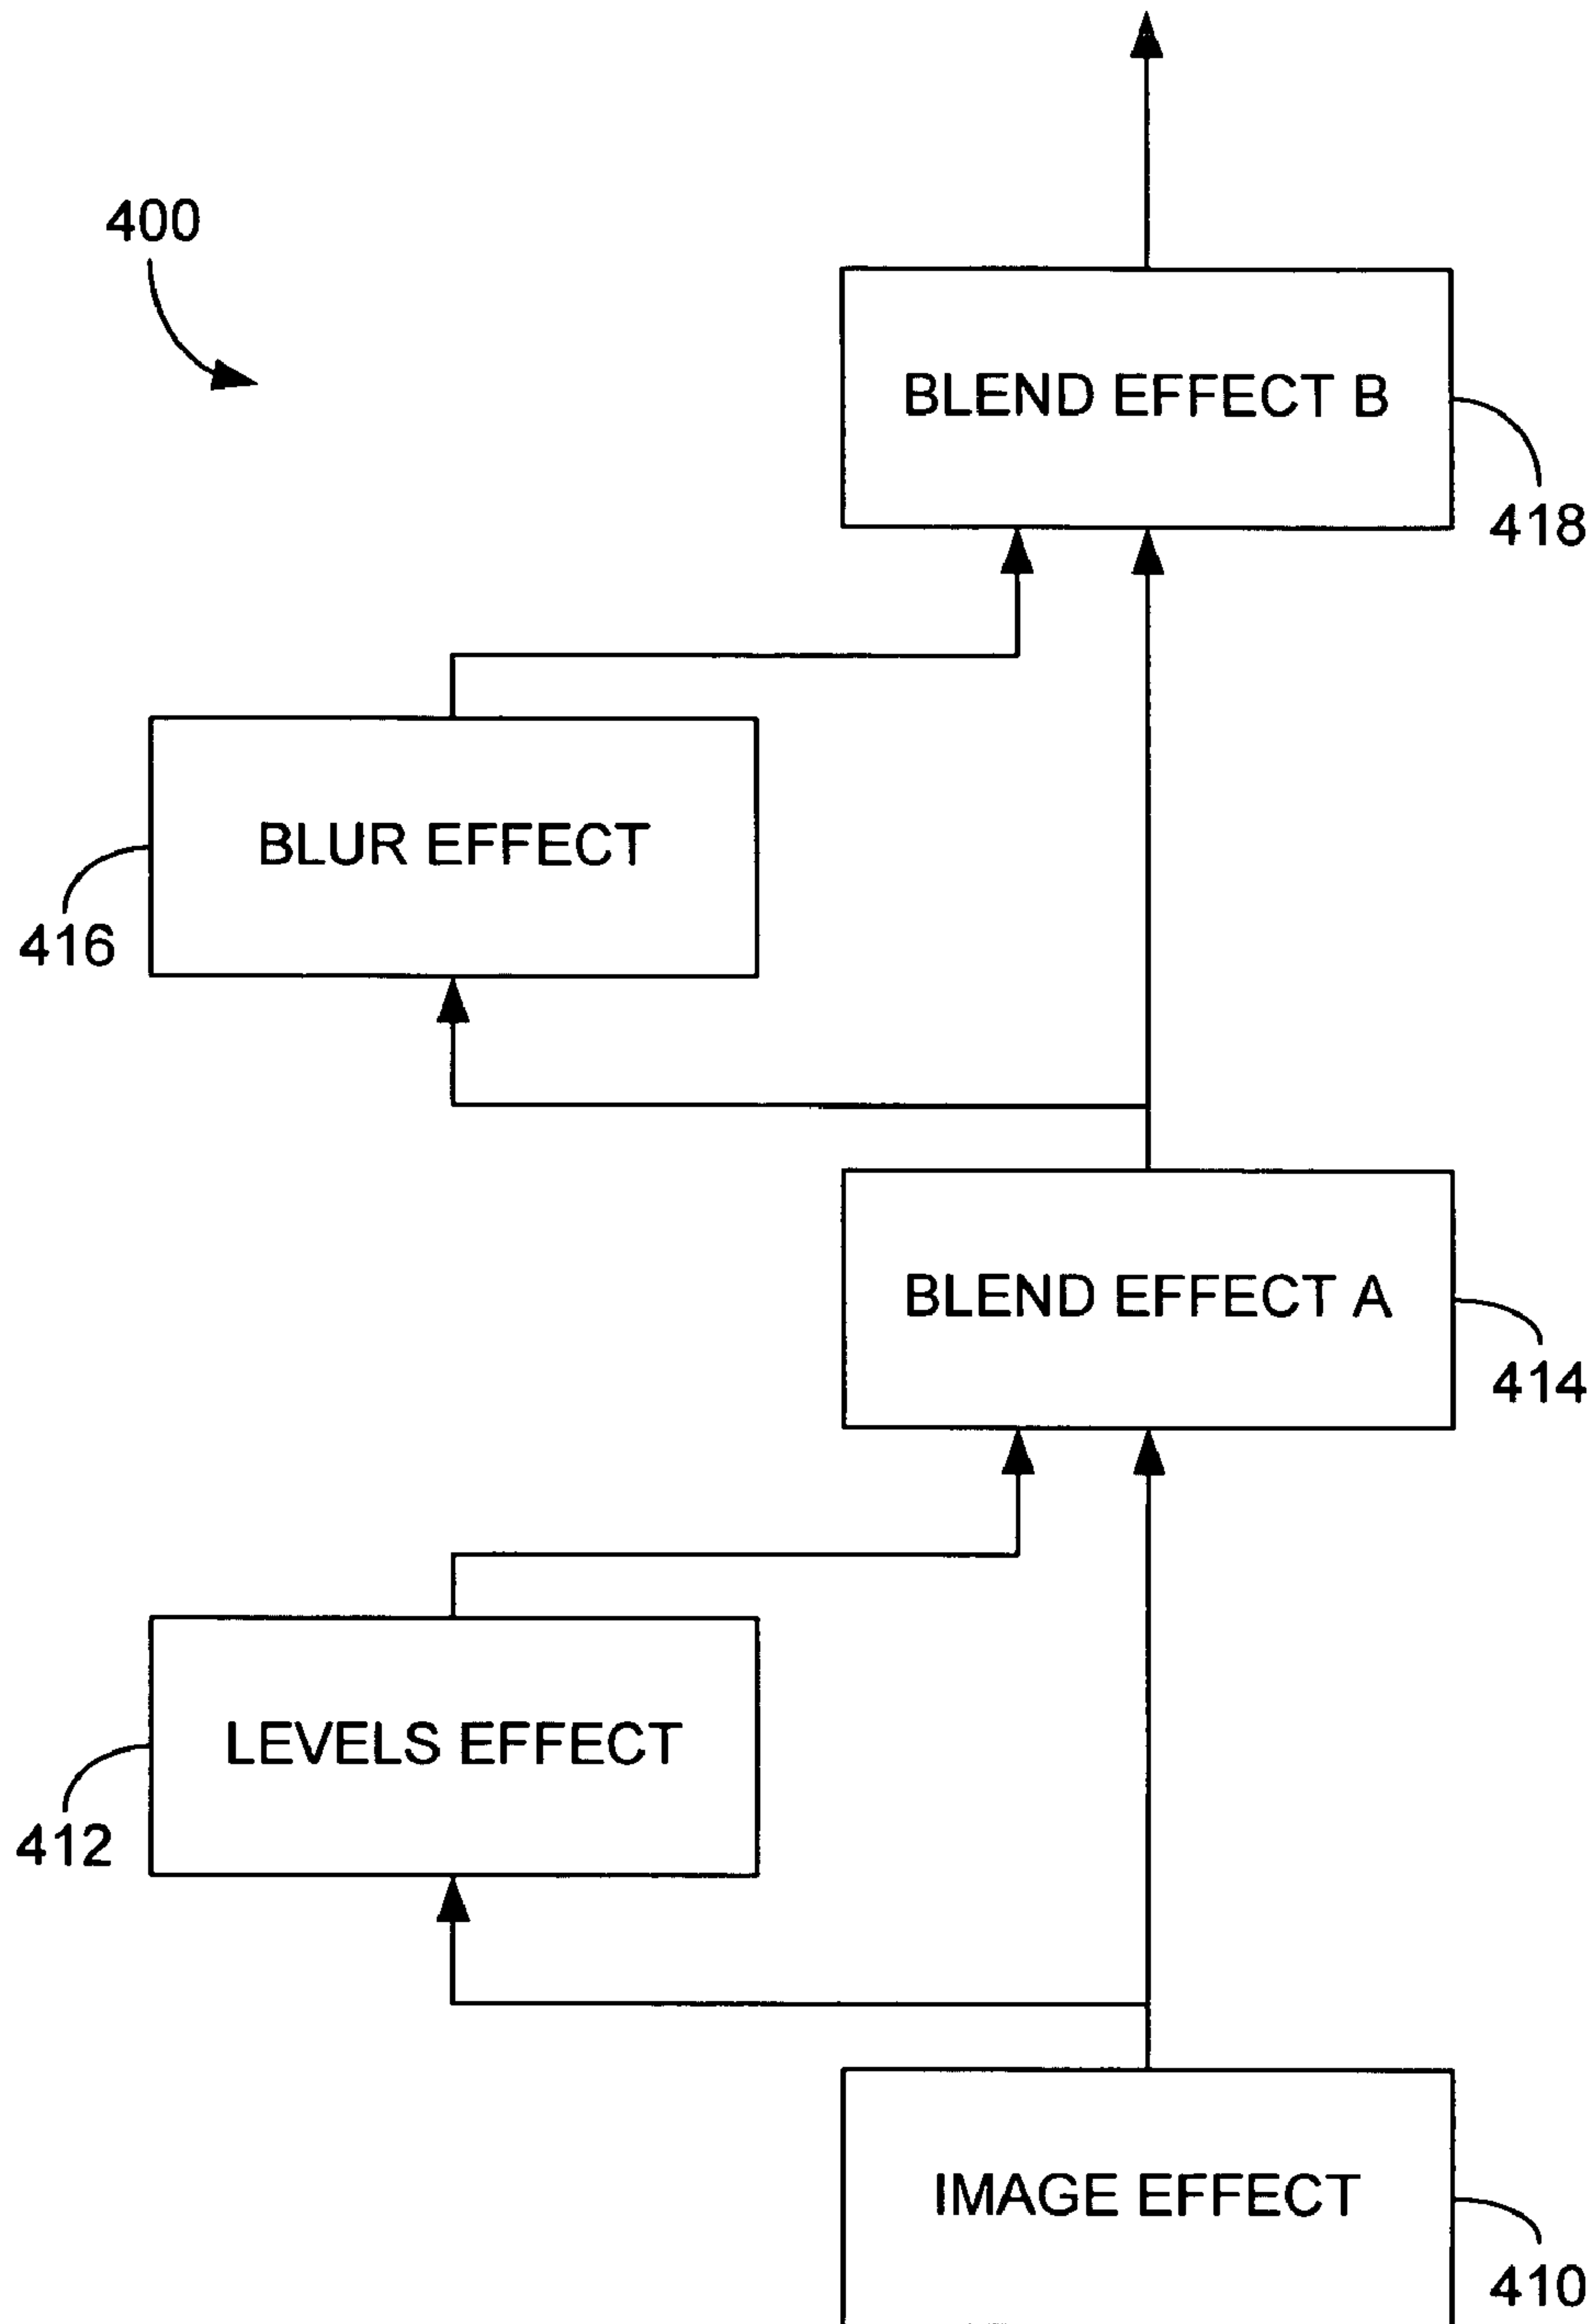 400
BLEND EFFECT B
418
BLUR EFFECT
416
BLEND EFFECT A
414
LEVELS EFFECT
412
IMAGE EFFECT
410